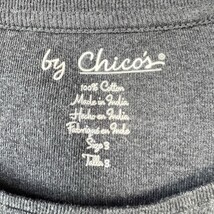 by Chico's®
100% Cotton
Made in India
Hecho en India
Fabriqué en Inde
Size 3
Talla 3